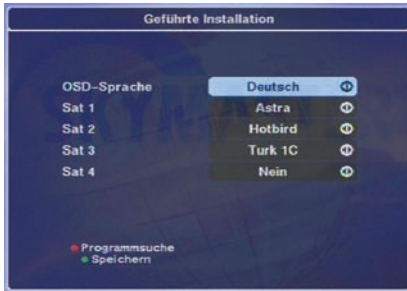 Geführte Installation
OSD-Sprache Deutsch
Sat 1 Astra
Sat 2 Hotbird
Sat 3 Turk 1C
Sat 4 Nein
Programmsuche
Speichern